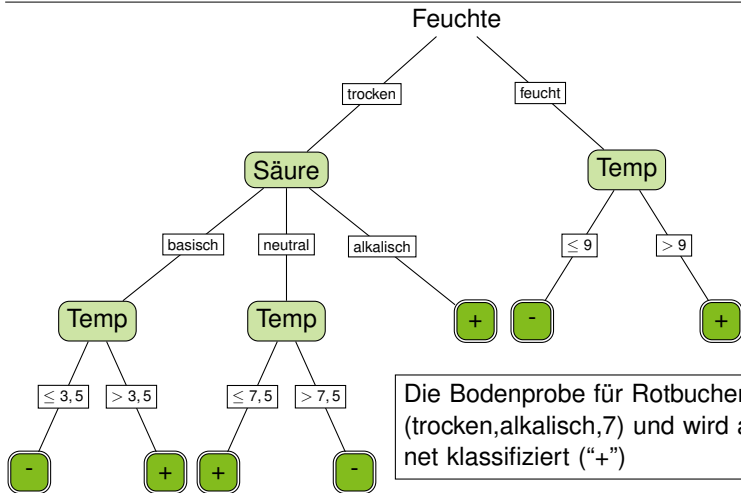 Feuchte
trocken
feucht
Säure
Temp
basisch
neutral
alkalisch
≤ 9
> 9
Temp
Temp
+
-
+
≤ 3, 5
> 3, 5
≤ 7, 5
> 7, 5
-
+
+
-
Die Bodenprobe für Rotbuchen
(trocken,alkalisch,7) und wird a
net klassifiziert (“+”)